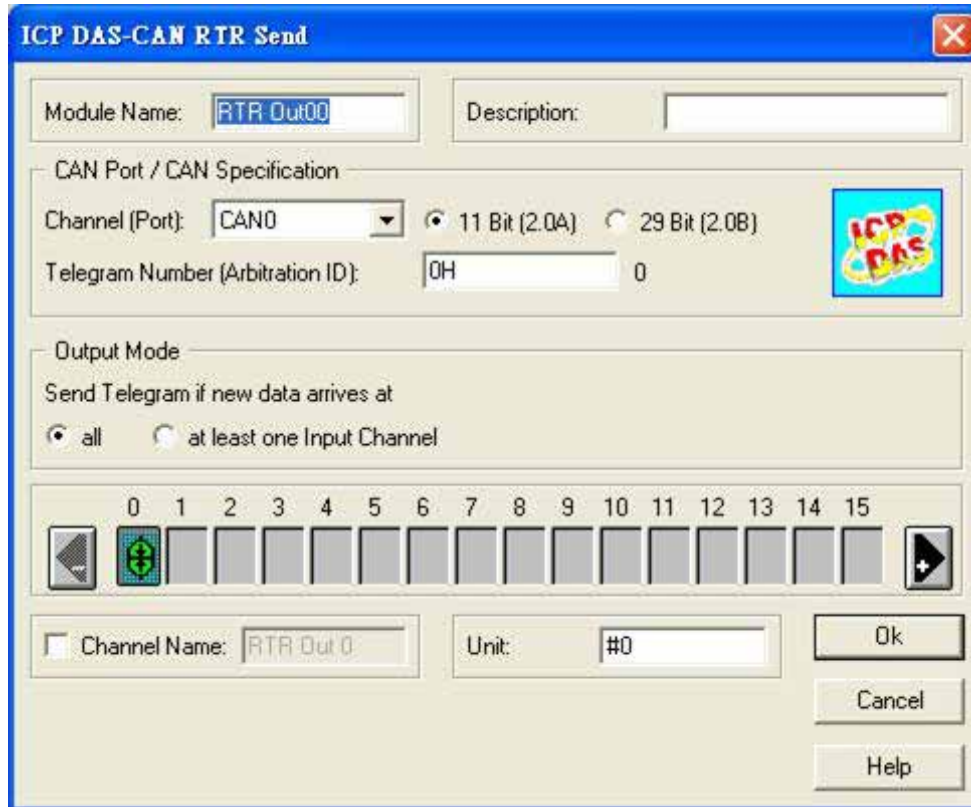 ICP DAS-CAN RTR Send
Module Name: RTR Out00 Description:
CAN Port / CAN Specification
Channel (Port): CAN0 11 Bit (2.0A) 29 Bit (2.0B)
ICP DAS
Telegram Number (Arbitration ID): 0H 0
Output Mode
Send Telegram if new data arrives at
all at least one Input Channel
0 1 2 3 4 5 6 7 8 9 10 11 12 13 14 15
- +
Channel Name: RTR Out 0 Unit: #0 Ok
Cancel
Help